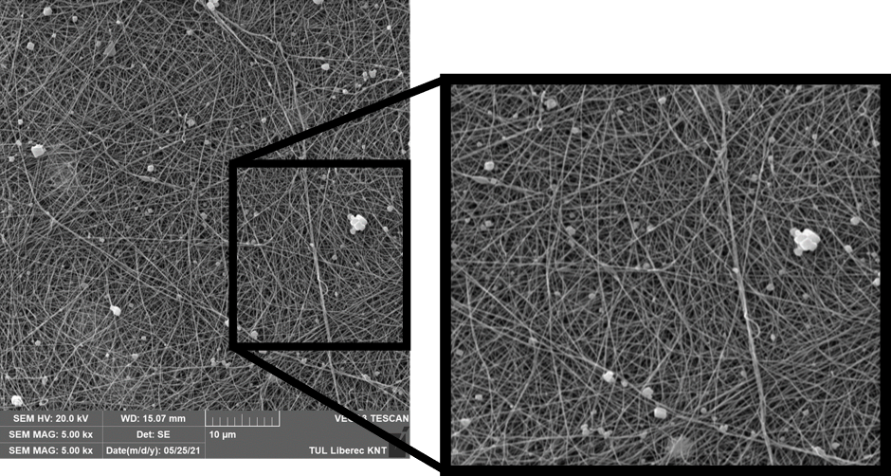 SEM HV: 20.0 kV WD: 15.07 mm TESCAN
SEM MAG: 5.00 kx Det: SE 10 µm
SEM MAG: 5.00 kx Date(m/d/y): 05/25/21 TUL Liberec KNT